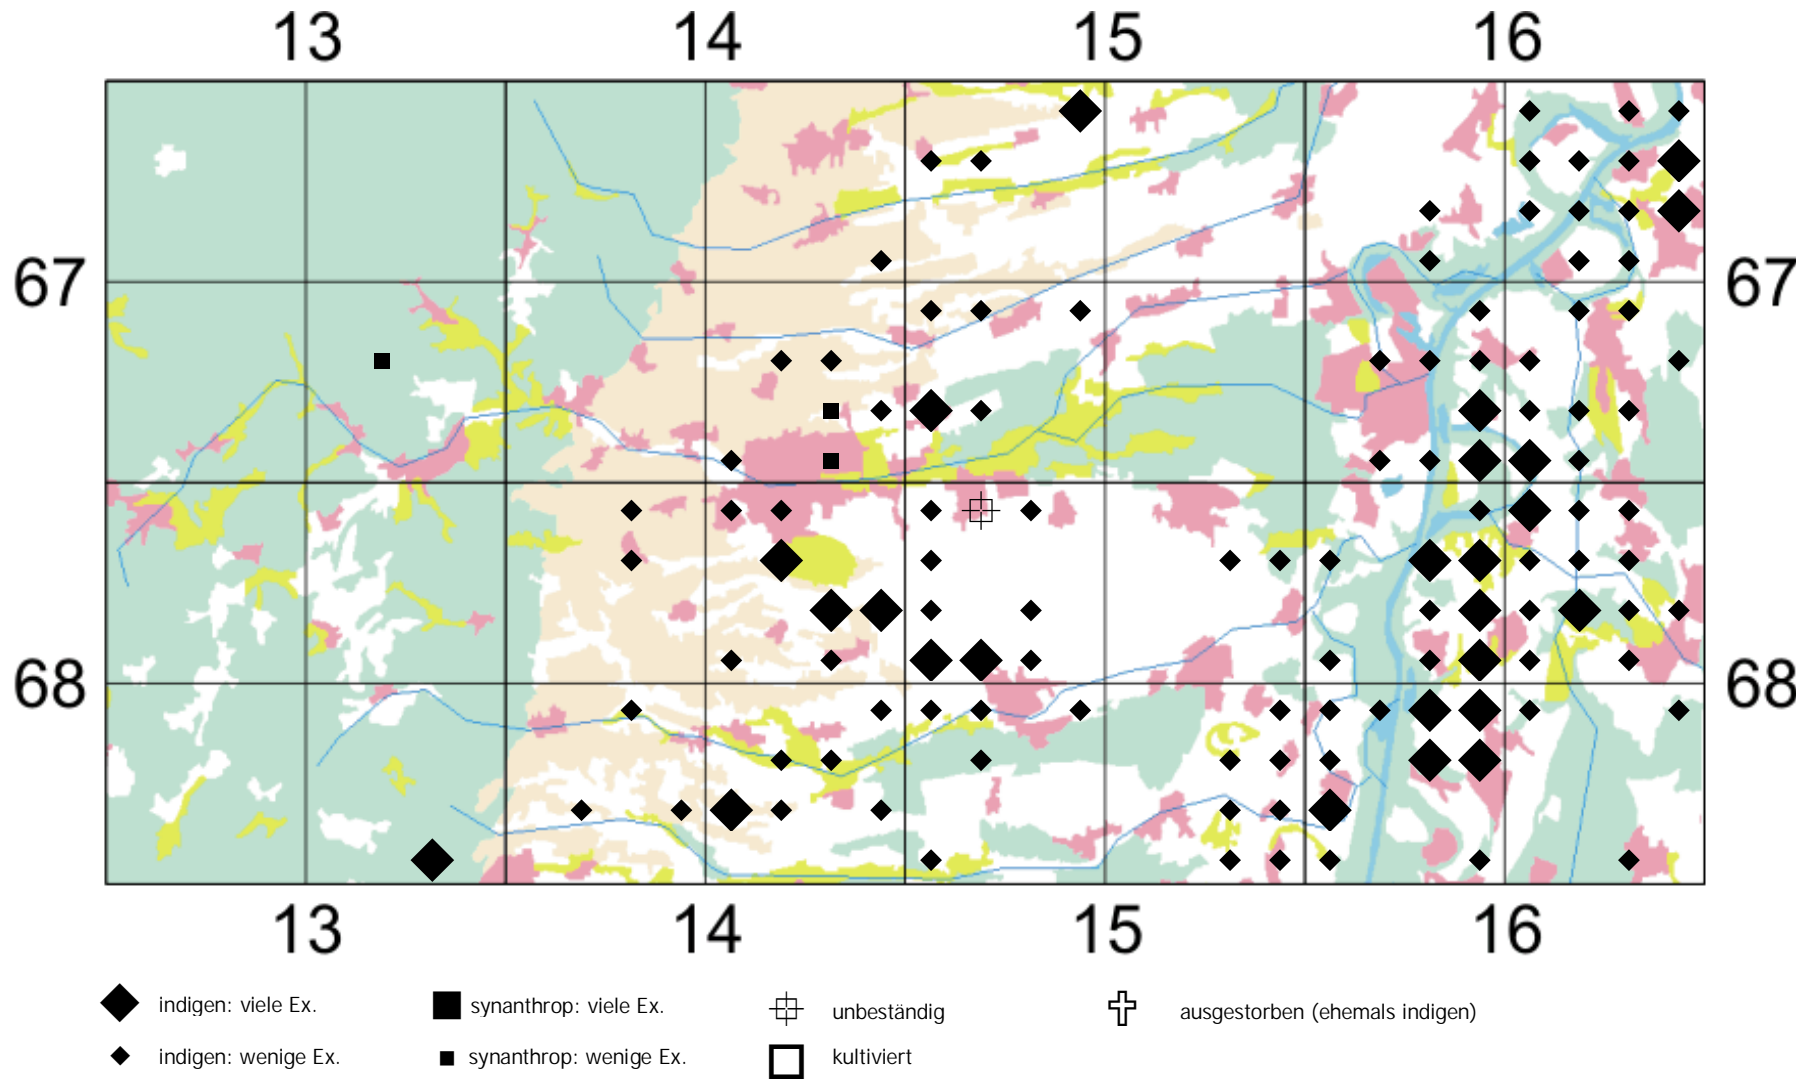 13 14 15 16
67 67
68 68
13 14 15 16
indigen: viele Ex. synanthrop: viele Ex. unbeständig ausgestorben (ehemals indigen)
indigen: wenige Ex. synanthrop: wenige Ex. kultiviert